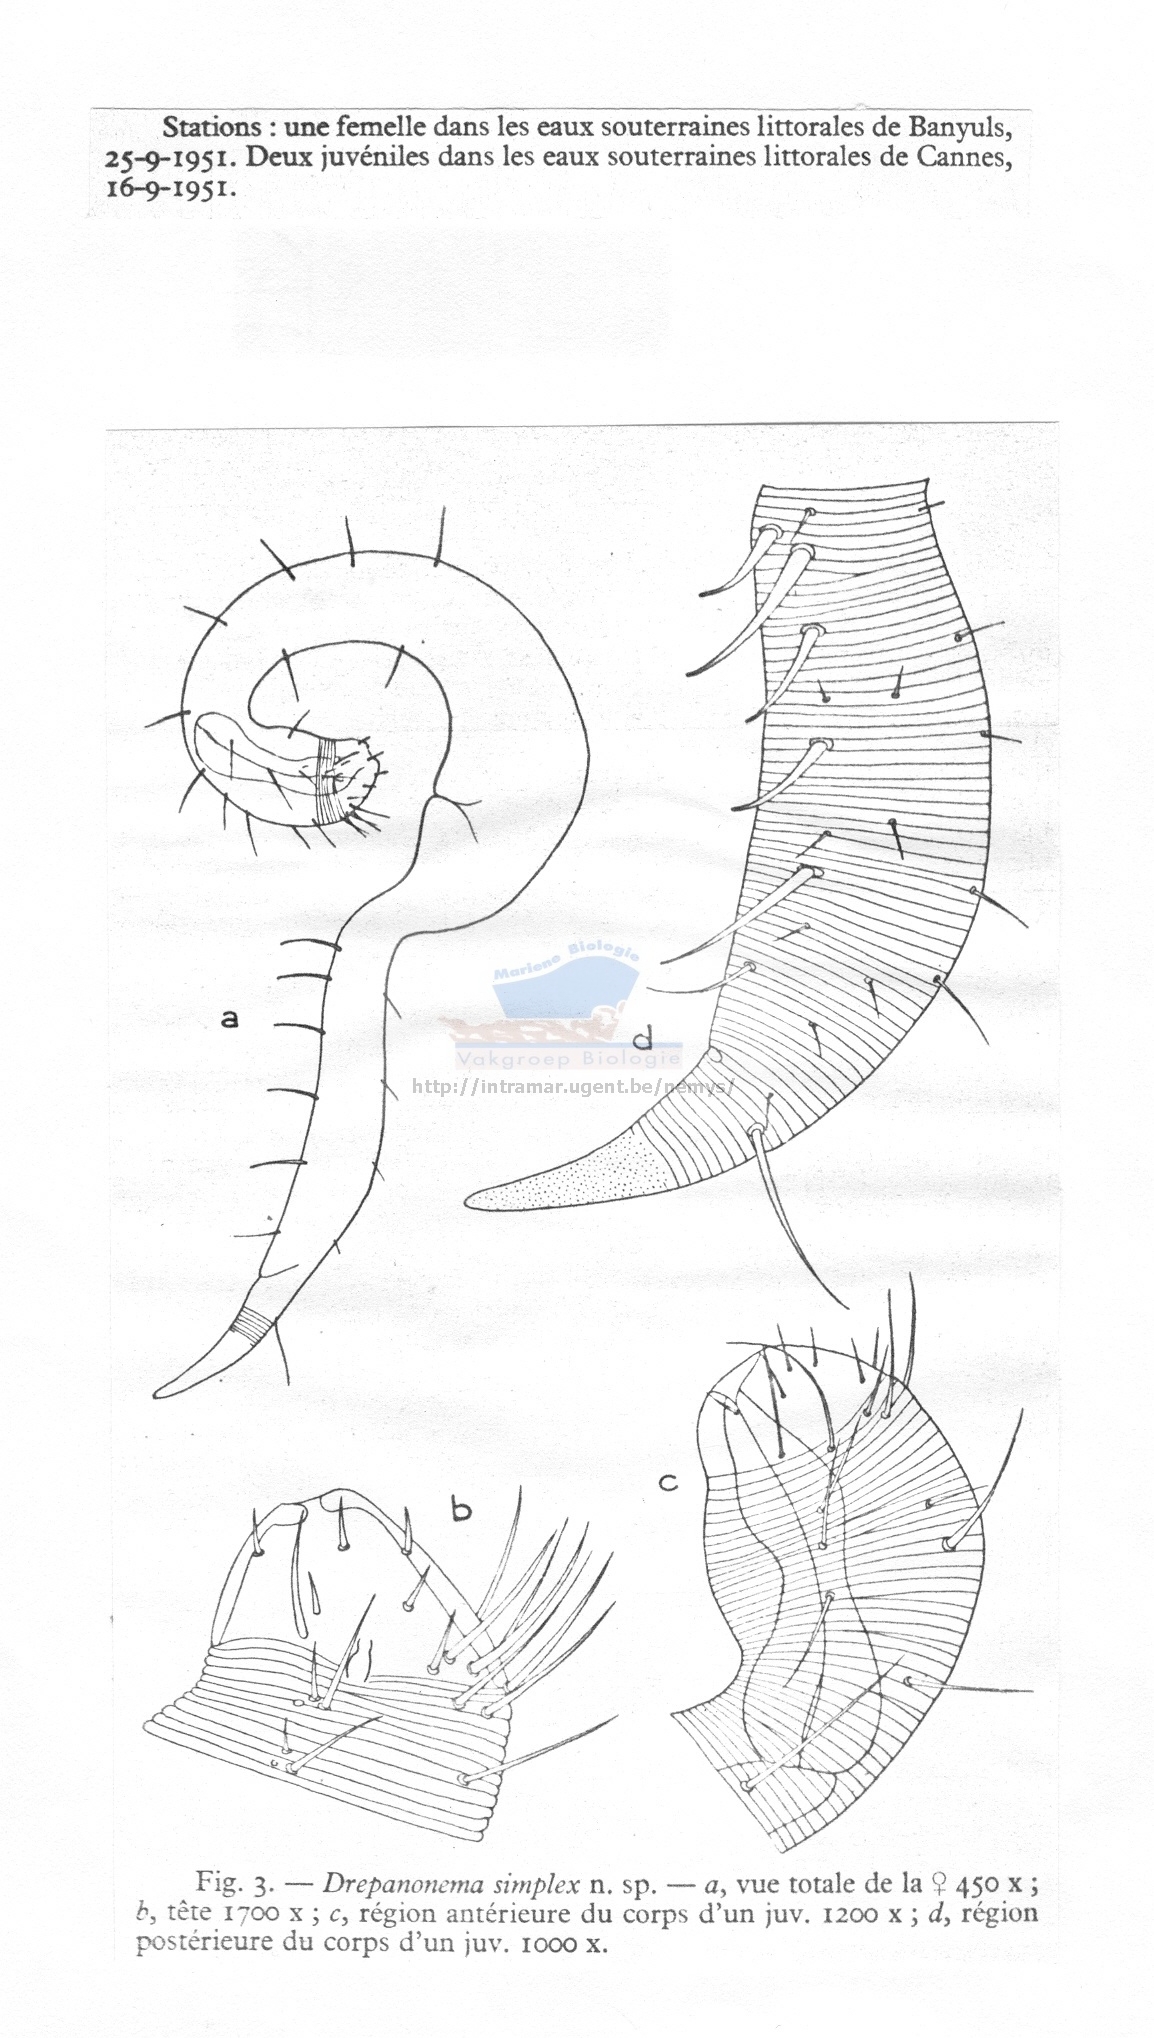 Stations : une femelle dans les eaux souterraines littorales de Banyuls,
25-9-1951. Deux juvéniles dans les eaux souterraines littorales de Cannes,
16-9-1951.
a
d
Mariene Biologie
Vakgroep Biologie
http://intramar.ugent.be/nemys/
c
b
Fig. 3. — Drepanonema simplex n. sp. — a, vue totale de la ♀ 450 x ;
b, tête 1700 x ; c, région antérieure du corps d'un juv. 1200 x ; d, région
postérieure du corps d'un juv. 1000 x.